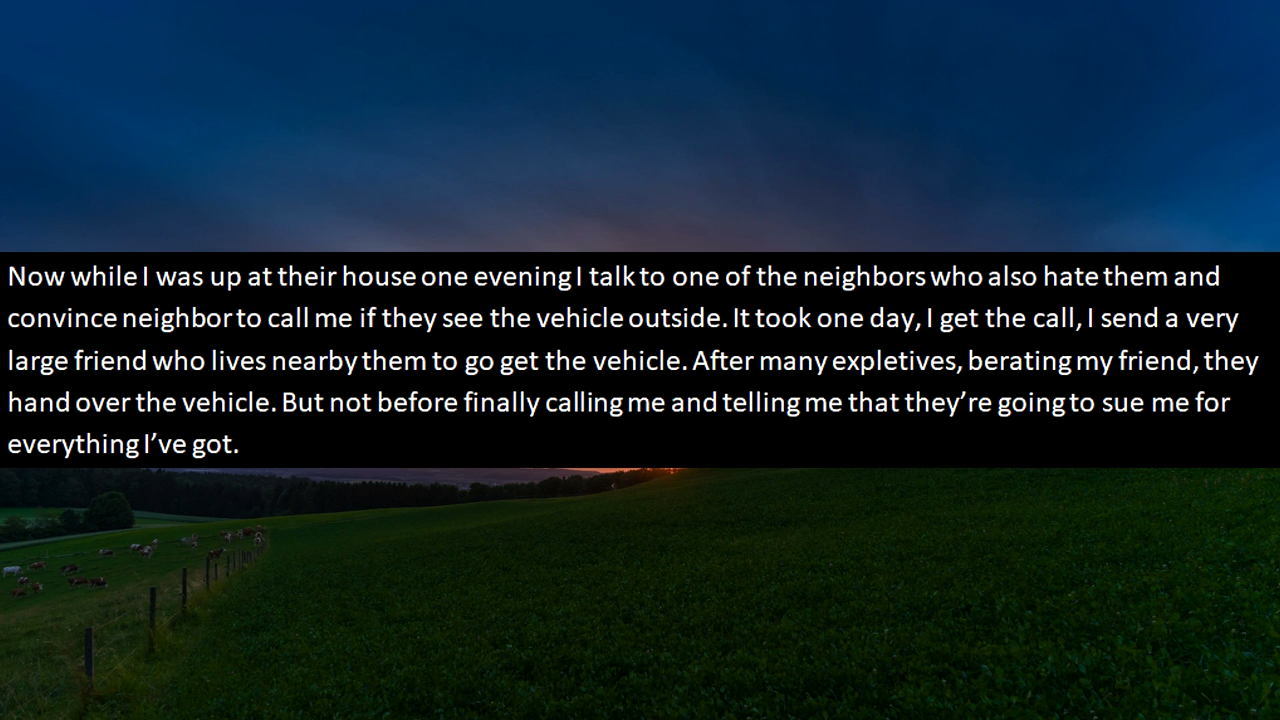 Now while I was up at their house one evening I talk to one of the neighbors who also hate them and
convince neighbor to call me if they see the vehicle outside. It took one day, I get the call, I send a very
large friend who lives nearby them to go get the vehicle. After many expletives, berating my friend, they
hand over the vehicle. But not before finally calling me and telling me that they’re going to sue me for
everything I’ve got.